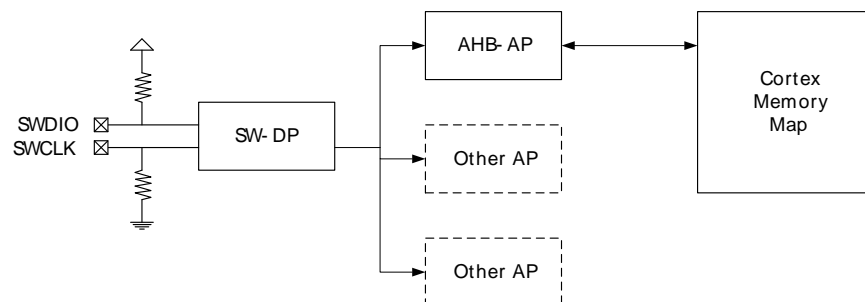 AHB-AP
Cortex
Memory
Map
SWDIO
SWCLK
SW-DP
Other AP
Other AP